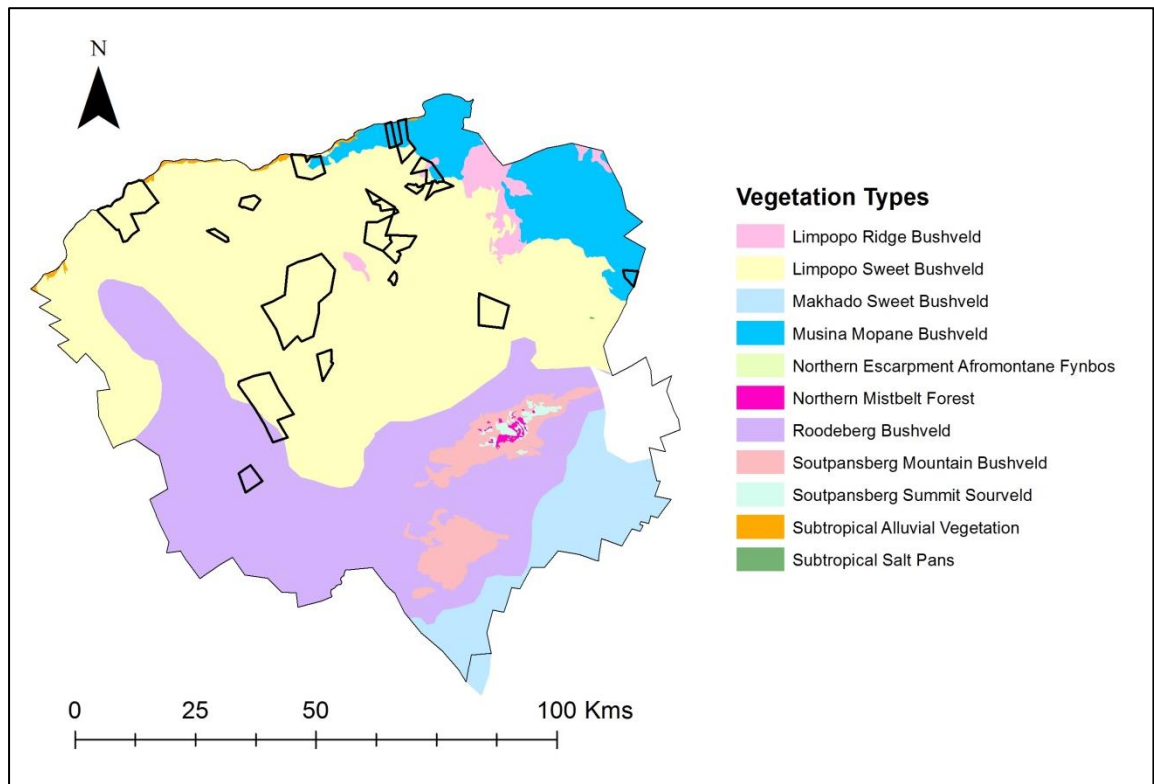 N
Vegetation Types
Limpopo Ridge Bushveld
Limpopo Sweet Bushveld
Makhado Sweet Bushveld
Musina Mopane Bushveld
Northern Escarpment Afromontane Fynbos
Northern Mistbelt Forest
Roodeberg Bushveld
Soutpansberg Mountain Bushveld
Soutpansberg Summit Sourveld
Subtropical Alluvial Vegetation
Subtropical Salt Pans
0 25 50 100 Kms